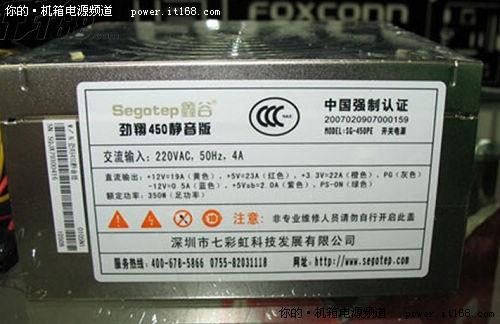 你的·机箱电源频道 power.it168.com
FOXCONN
Segotep 鑫谷
劲翔450静音版
中国强制认证
2007020907000159
MODEL:SG-450PE 开关电源
交流输入: 220VAC, 50Hz, 4A
直流输出: +12V=19A(黄色), +5V=23A(红色), +3.3V=22A(橙色), PG(灰色)
-12V=0.5A(蓝色), +5Vsb=2.0A(紫色), PS-ON(绿色)
额定功率: 350W(足功率)
注意: 非专业维修人员请勿自行开启此盖
深圳市七彩虹科技发展有限公司
服务热线: 400-678-5866 0755-82031118 网址:http://www.segotep.com
你的·机箱电源频道 power.it168.com